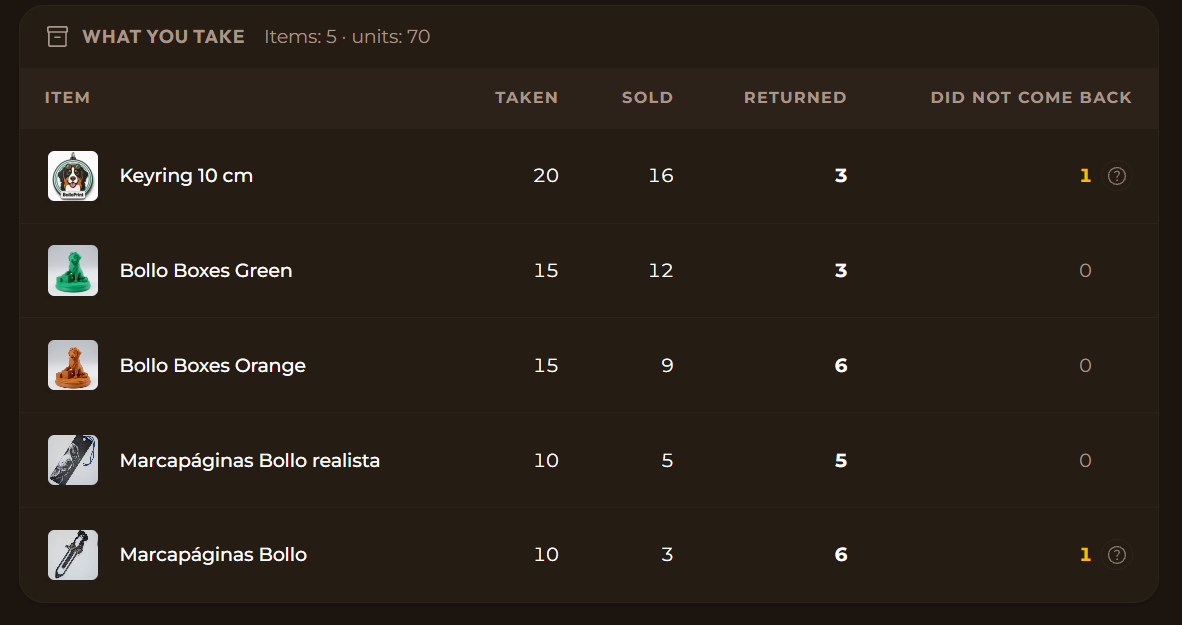 WHAT YOU TAKE Items: 5 · units: 70
ITEM TAKEN SOLD RETURNED DID NOT COME BACK
Keyring 10 cm 20 16 3 1 ?
Bollo Boxes Green 15 12 3 0
Bollo Boxes Orange 15 9 6 0
Marcapáginas Bollo realista 10 5 5 0
Marcapáginas Bollo 10 3 6 1 ?